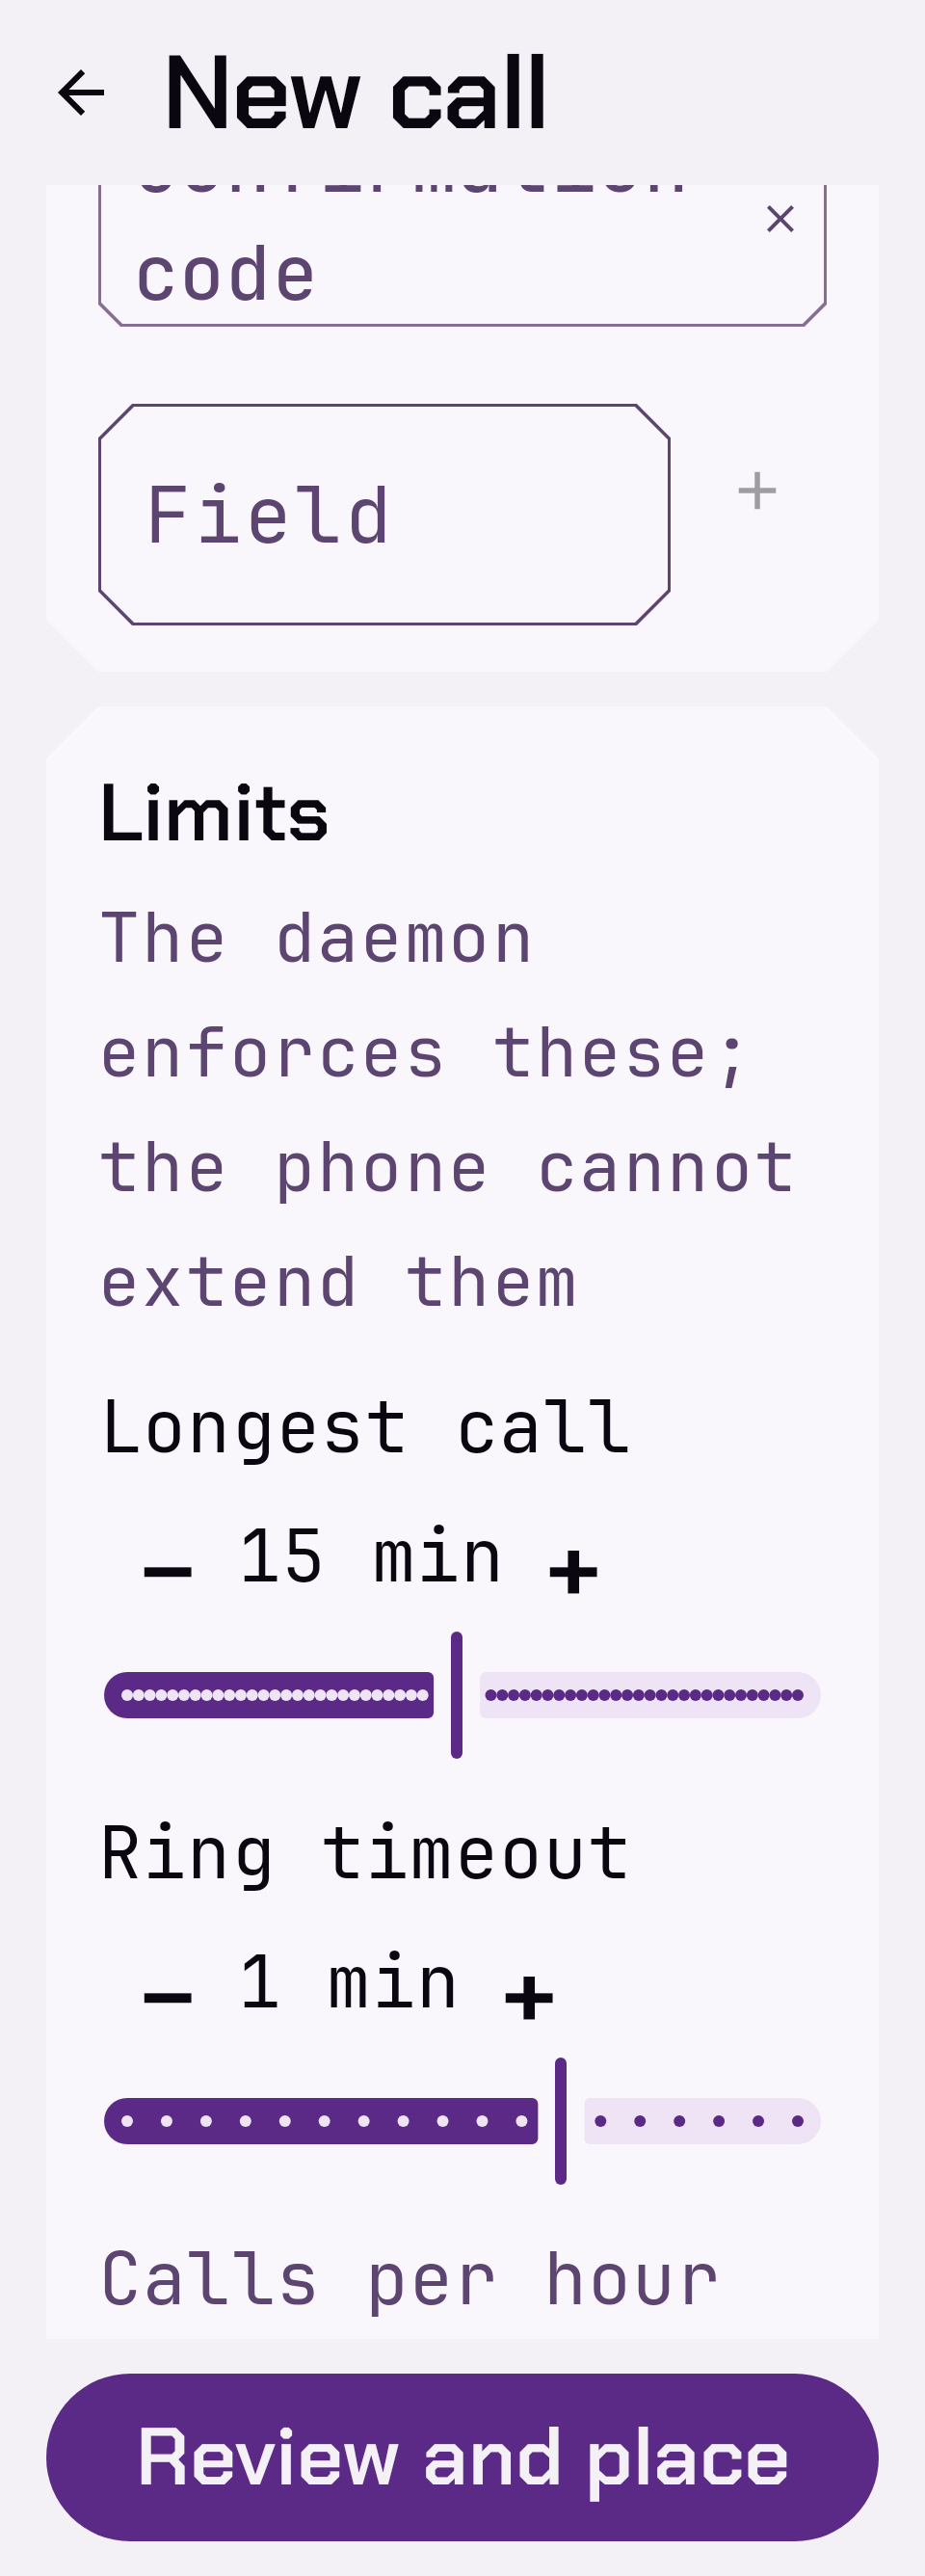 New call
confirmation
code
Field
Limits
The daemon
enforces these;
the phone cannot
extend them
Longest call
− 15 min +
Ring timeout
− 1 min +
Calls per hour
Review and place